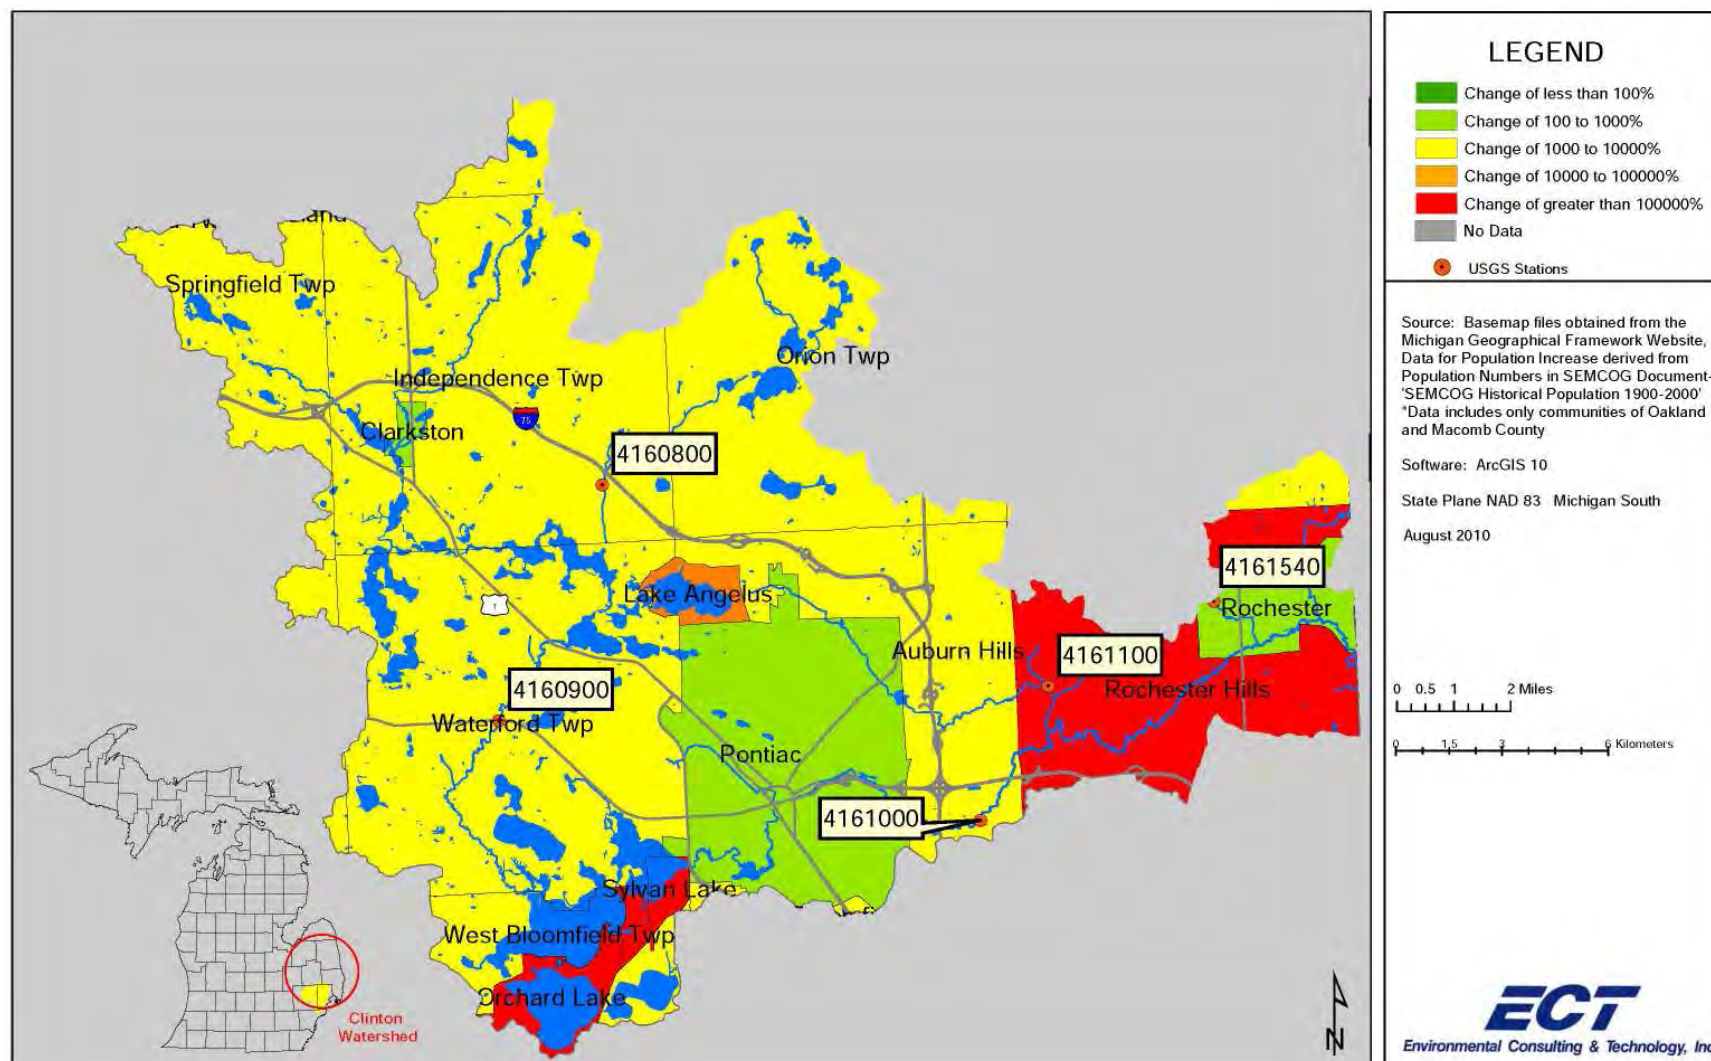 Springfield Twp
Independence Twp
Orion Twp
Clarkston
75
4160800
4161540
Lake Angelus
1
Rochester
Auburn Hills
4161100
Rochester Hills
4160900
Waterford Twp
Pontiac
4161000
Sylvan Lake
West Bloomfield Twp
Orchard Lake
Clinton
Watershed
N
LEGEND
Change of less than 100%
Change of 100 to 1000%
Change of 1000 to 10000%
Change of 10000 to 100000%
Change of greater than 100000%
No Data
USGS Stations
Source: Basemap files obtained from the
Michigan Geographical Framework Website,
Data for Population Increase derived from
Population Numbers in SEMCOG Document-
'SEMCOG Historical Population 1900-2000'
*Data includes only communities of Oakland
and Macomb County
Software: ArcGIS 10
State Plane NAD 83 Michigan South
August 2010
0 0.5 1 2 Miles
0 1.5 3 6 Kilometers
ECT
Environmental Consulting & Technology, Inc